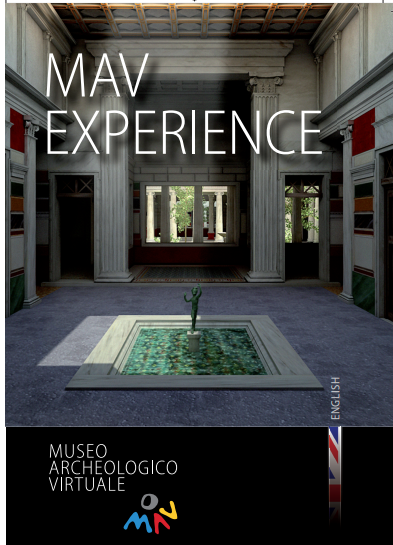 MAV
EXPERIENCE
ENGLISH
MUSEO
ARCHEOLOGICO
VIRTUALE
MAV